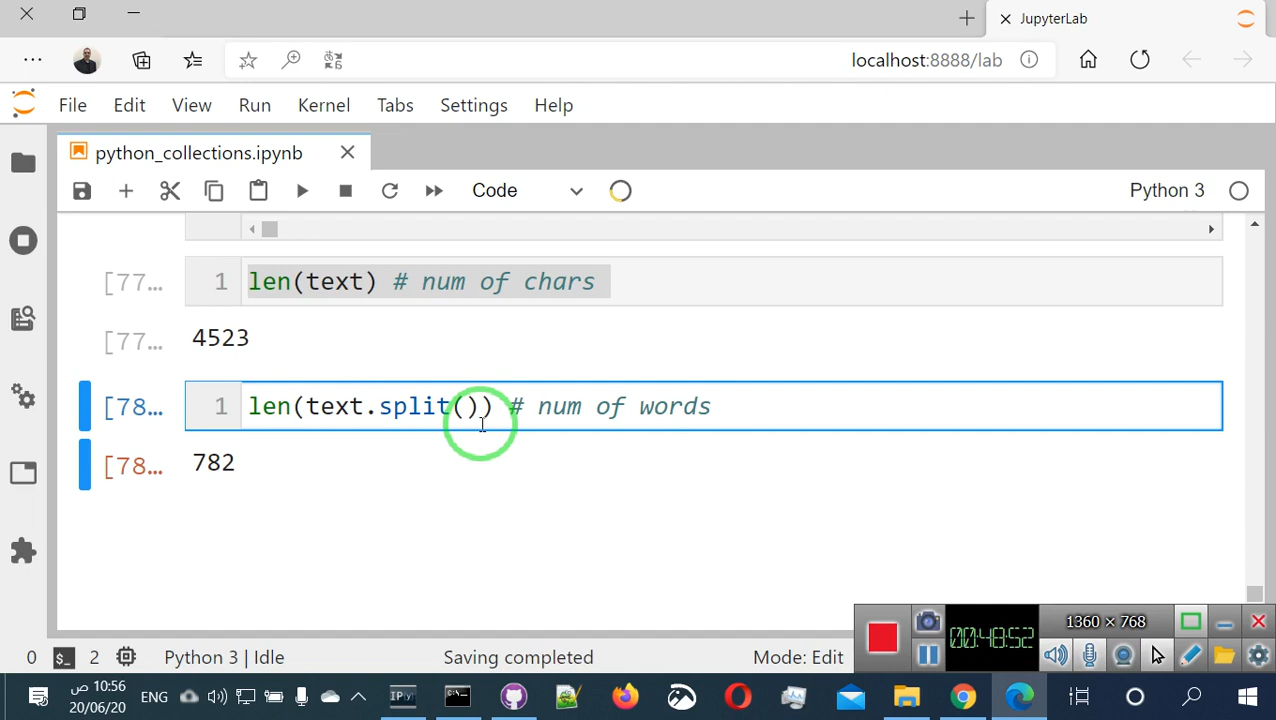 JupyterLab
localhost:8888/lab
File Edit View Run Kernel Tabs Settings Help
python_collections.ipynb
Code
Python 3
[77...
1 len(text) # num of chars
[77...
4523
[78...
1 len(text.split()) # num of words
[78...
782
1360 × 768
00:48:52
0 2 Python 3 | Idle Saving completed Mode: Edit
10:56 ص
20/06/20
ENG
IP[y]